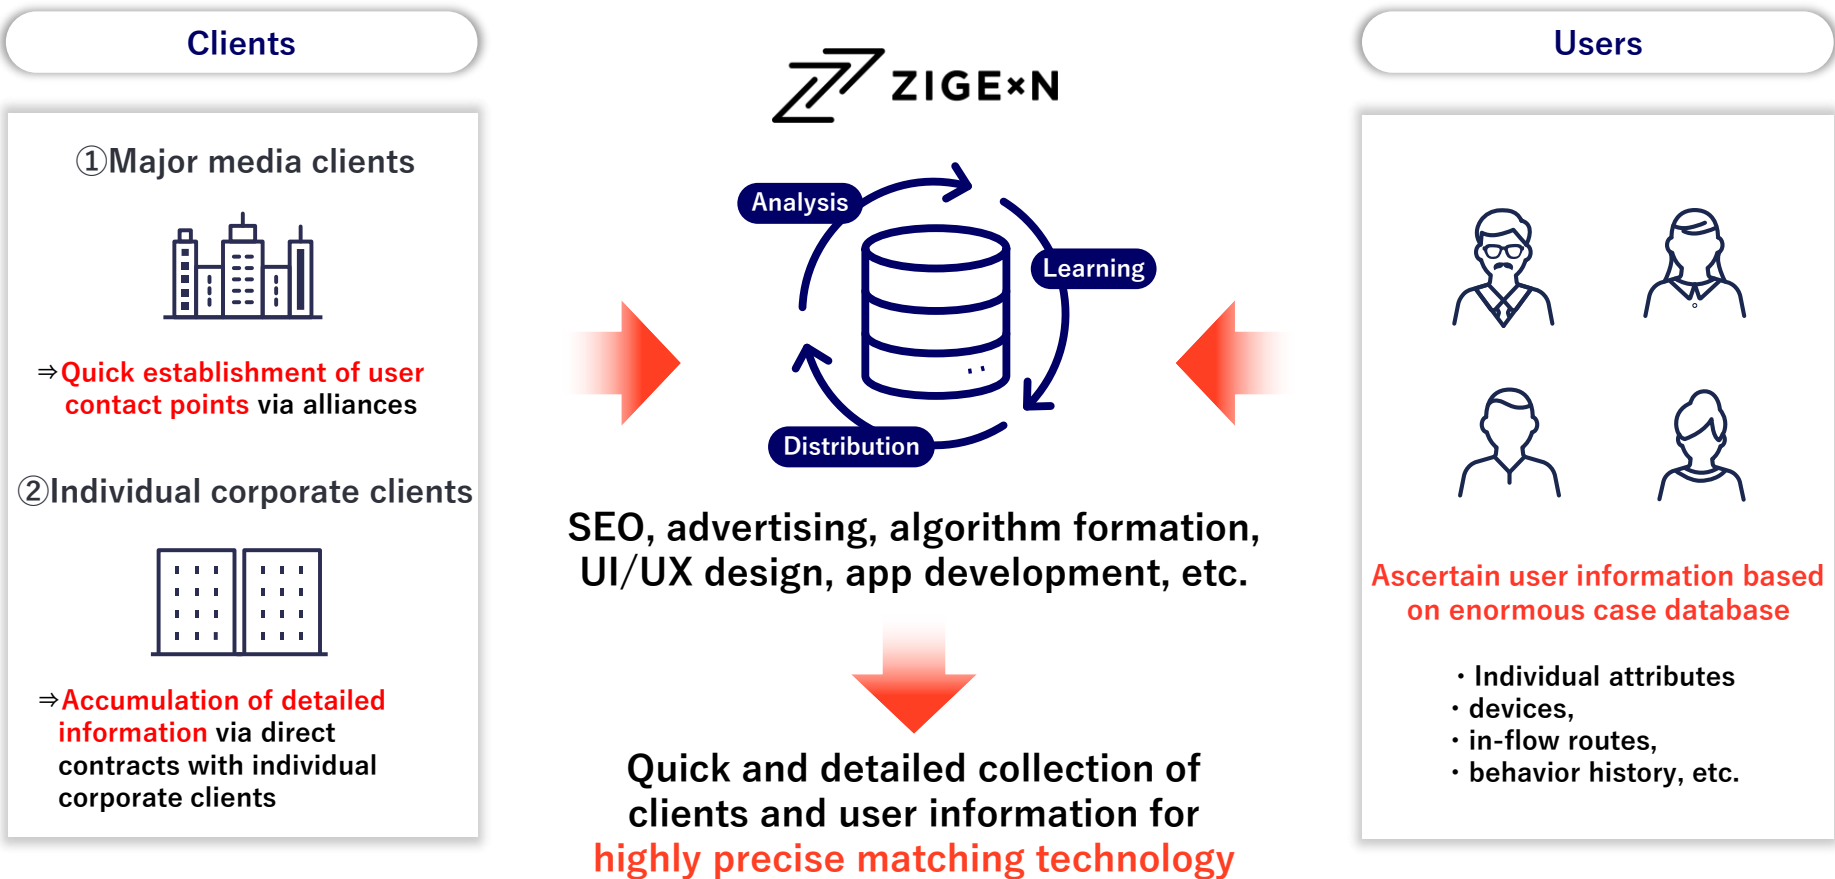 Clients
①Major media clients
⇒Quick establishment of user
contact points via alliances
②Individual corporate clients
⇒Accumulation of detailed
information via direct
contracts with individual
corporate clients
ZIGExN
Analysis
Learning
Distribution
SEO, advertising, algorithm formation,
UI/UX design, app development, etc.
Quick and detailed collection of
clients and user information for
highly precise matching technology
Users
Ascertain user information based
on enormous case database
・Individual attributes
・devices,
・in-flow routes,
・behavior history, etc.